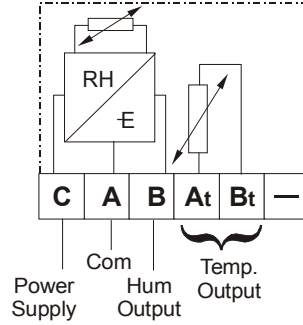 RH
E
C A B At Bt —
Com
Power Supply
Hum Output
Temp. Output